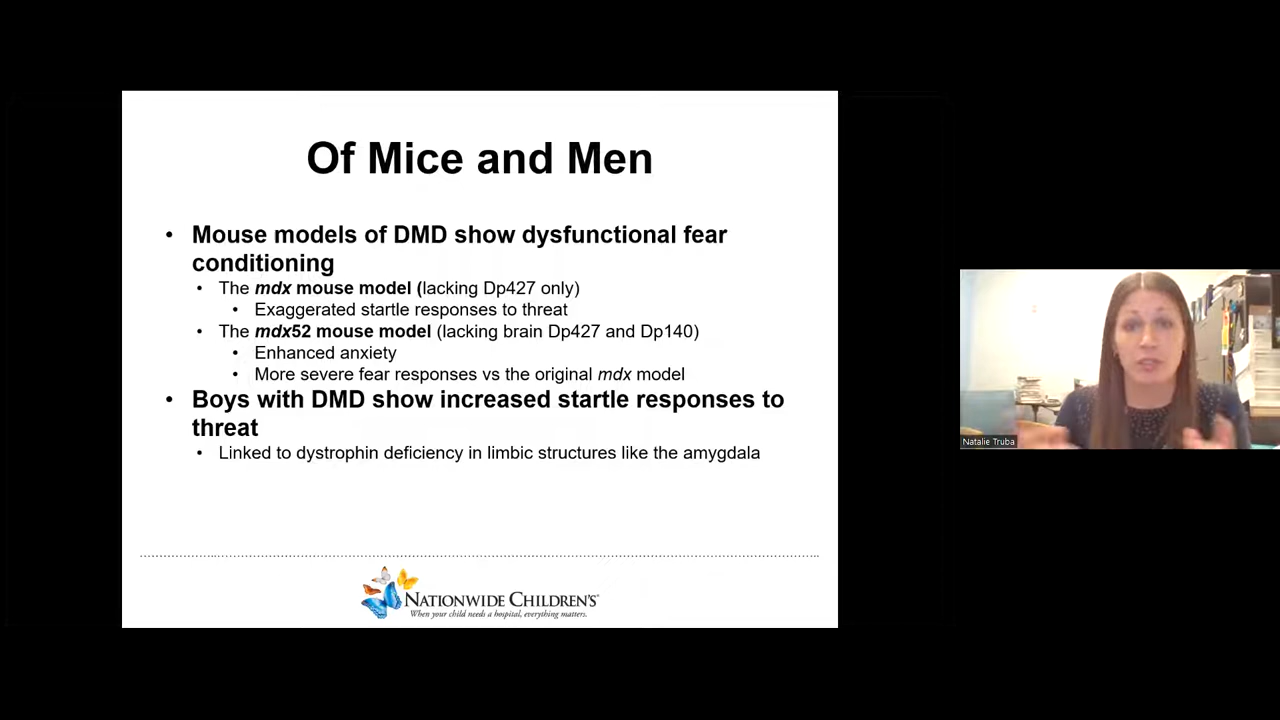 Of Mice and Men
• Mouse models of DMD show dysfunctional fear
conditioning
• The mdx mouse model (lacking Dp427 only)
• Exaggerated startle responses to threat
• The mdx52 mouse model (lacking brain Dp427 and Dp140)
• Enhanced anxiety
• More severe fear responses vs the original mdx model
• Boys with DMD show increased startle responses to
threat
• Linked to dystrophin deficiency in limbic structures like the amygdala
NATIONWIDE CHILDREN'S®
When your child needs a hospital, everything matters.
Natalie Truba